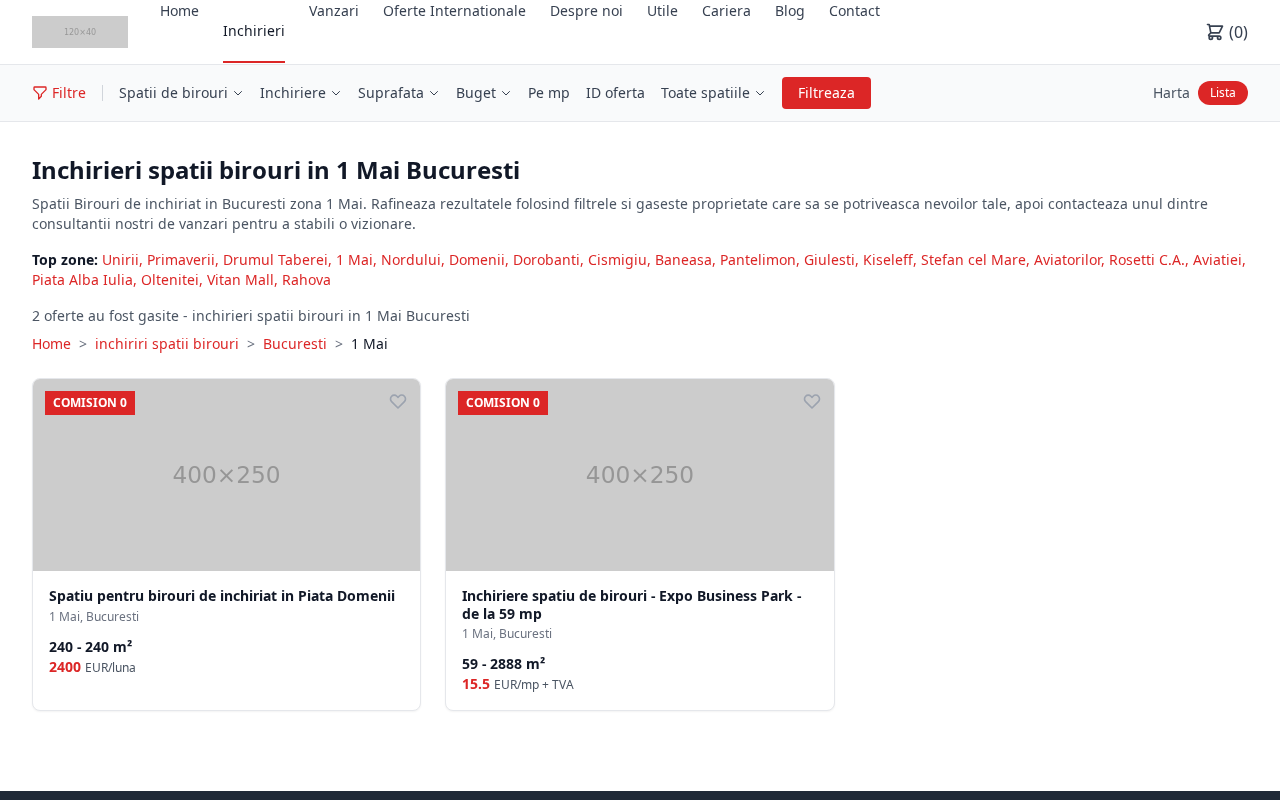 120×40
Home
Inchirieri
Vanzari
Oferte Internationale
Despre noi
Utile
Cariera
Blog
Contact
(0)
Filtre
Spatii de birouri
Inchiriere
Suprafata
Buget
Pe mp
ID oferta
Toate spatiile
Filtreaza
Harta
Lista
Inchirieri spatii birouri in 1 Mai Bucuresti
Spatii Birouri de inchiriat in Bucuresti zona 1 Mai. Rafineaza rezultatele folosind filtrele si gaseste proprietate care sa se potriveasca nevoilor tale, apoi contacteaza unul dintre
consultantii nostri de vanzari pentru a stabili o vizionare.
Top zone: Unirii, Primaverii, Drumul Taberei, 1 Mai, Nordului, Domenii, Dorobanti, Cismigiu, Baneasa, Pantelimon, Giulesti, Kiseleff, Stefan cel Mare, Aviatorilor, Rosetti C.A., Aviatiei,
Piata Alba Iulia, Oltenitei, Vitan Mall, Rahova
2 oferte au fost gasite - inchirieri spatii birouri in 1 Mai Bucuresti
Home > inchiriri spatii birouri > Bucuresti > 1 Mai
COMISION 0
400×250
Spatiu pentru birouri de inchiriat in Piata Domenii
1 Mai, Bucuresti
240 - 240 m²
2400 EUR/luna
COMISION 0
400×250
Inchiriere spatiu de birouri - Expo Business Park -
de la 59 mp
1 Mai, Bucuresti
59 - 2888 m²
15.5 EUR/mp + TVA